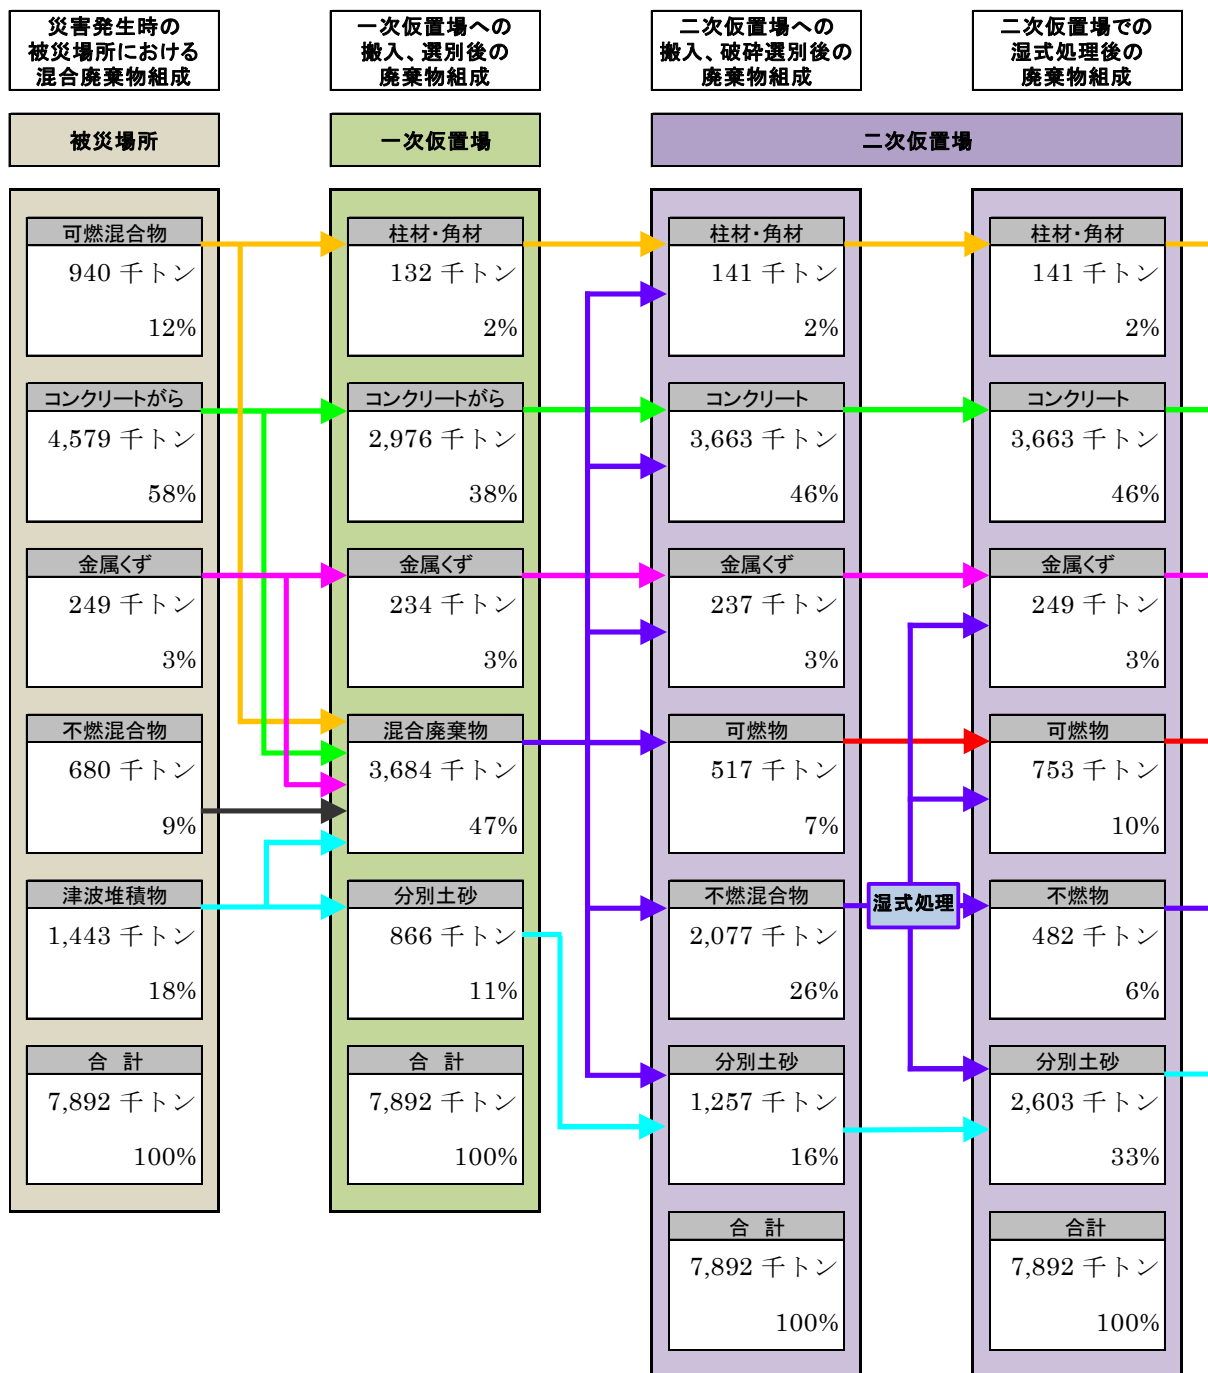 災害発生時の
被災場所における
混合廃棄物組成
一次仮置場への
搬入、選別後の
廃棄物組成
二次仮置場への
搬入、破砕選別後の
廃棄物組成
二次仮置場での
湿式処理後の
廃棄物組成
被災場所
一次仮置場
二次仮置場
可燃混合物
940 千トン
12%
コンクリートがら
4,579 千トン
58%
金属くず
249 千トン
3%
不燃混合物
680 千トン
9%
津波堆積物
1,443 千トン
18%
合 計
7,892 千トン
100%
柱材・角材
132 千トン
2%
コンクリートがら
2,976 千トン
38%
金属くず
234 千トン
3%
混合廃棄物
3,684 千トン
47%
分別土砂
866 千トン
11%
合 計
7,892 千トン
100%
柱材・角材
141 千トン
2%
コンクリート
3,663 千トン
46%
金属くず
237 千トン
3%
可燃物
517 千トン
7%
不燃混合物
2,077 千トン
26%
分別土砂
1,257 千トン
16%
合 計
7,892 千トン
100%
湿式処理
柱材・角材
141 千トン
2%
コンクリート
3,663 千トン
46%
金属くず
249 千トン
3%
可燃物
753 千トン
10%
不燃物
482 千トン
6%
分別土砂
2,603 千トン
33%
合計
7,892 千トン
100%